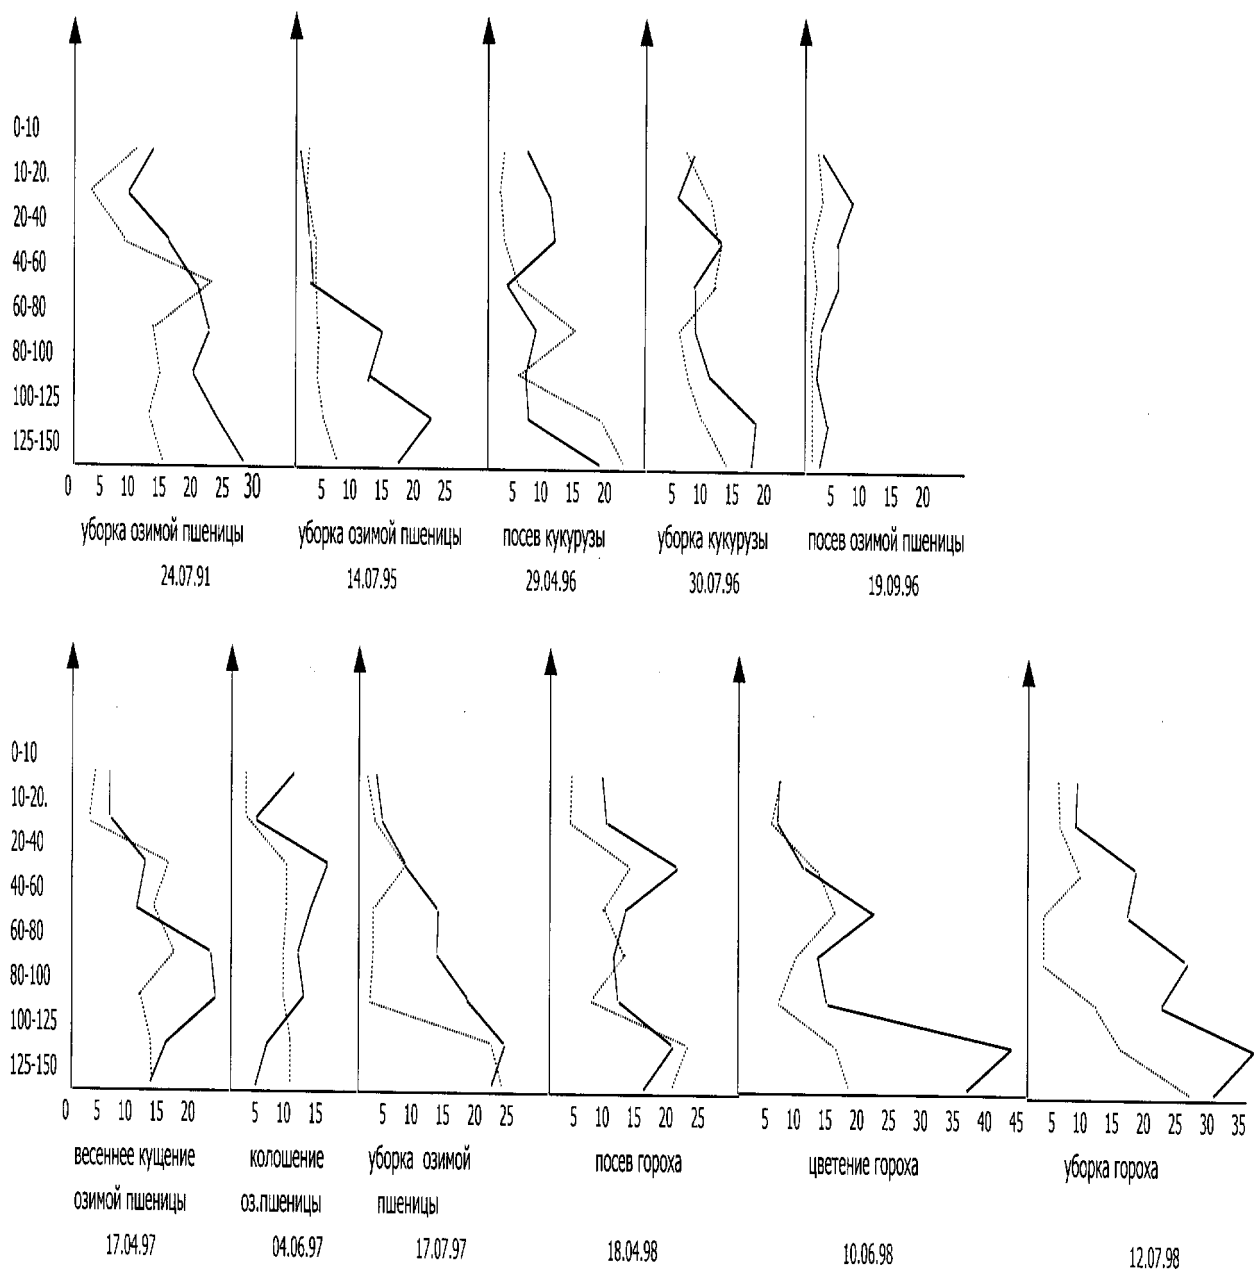 0-10
10-20.
20-40
40-60
60-80
80-100
100-125
125-150
0 5 10 15 20 25 30 5 10 15 20 25 5 10 15 20 5 10 15 20 5 10 15 20
уборка озимой пшеницы уборка озимой пшеницы посев кукурузы уборка кукурузы посев озимой пшеницы
24.07.91 14.07.95 29.04.96 30.07.96 19.09.96
0-10
10-20.
20-40
40-60
60-80
80-100
100-125
125-150
0 5 10 15 20 5 10 15 5 10 15 20 25 5 10 15 20 25 5 10 15 20 25 30 35 40 45 5 10 15 20 25 30 35
весеннее кущение колошение уборка озимой посев гороха цветение гороха уборка гороха
озимой пшеницы оз.пшеницы пшеницы
17.04.97 04.06.97 17.07.97 18.04.98 10.06.98 12.07.98